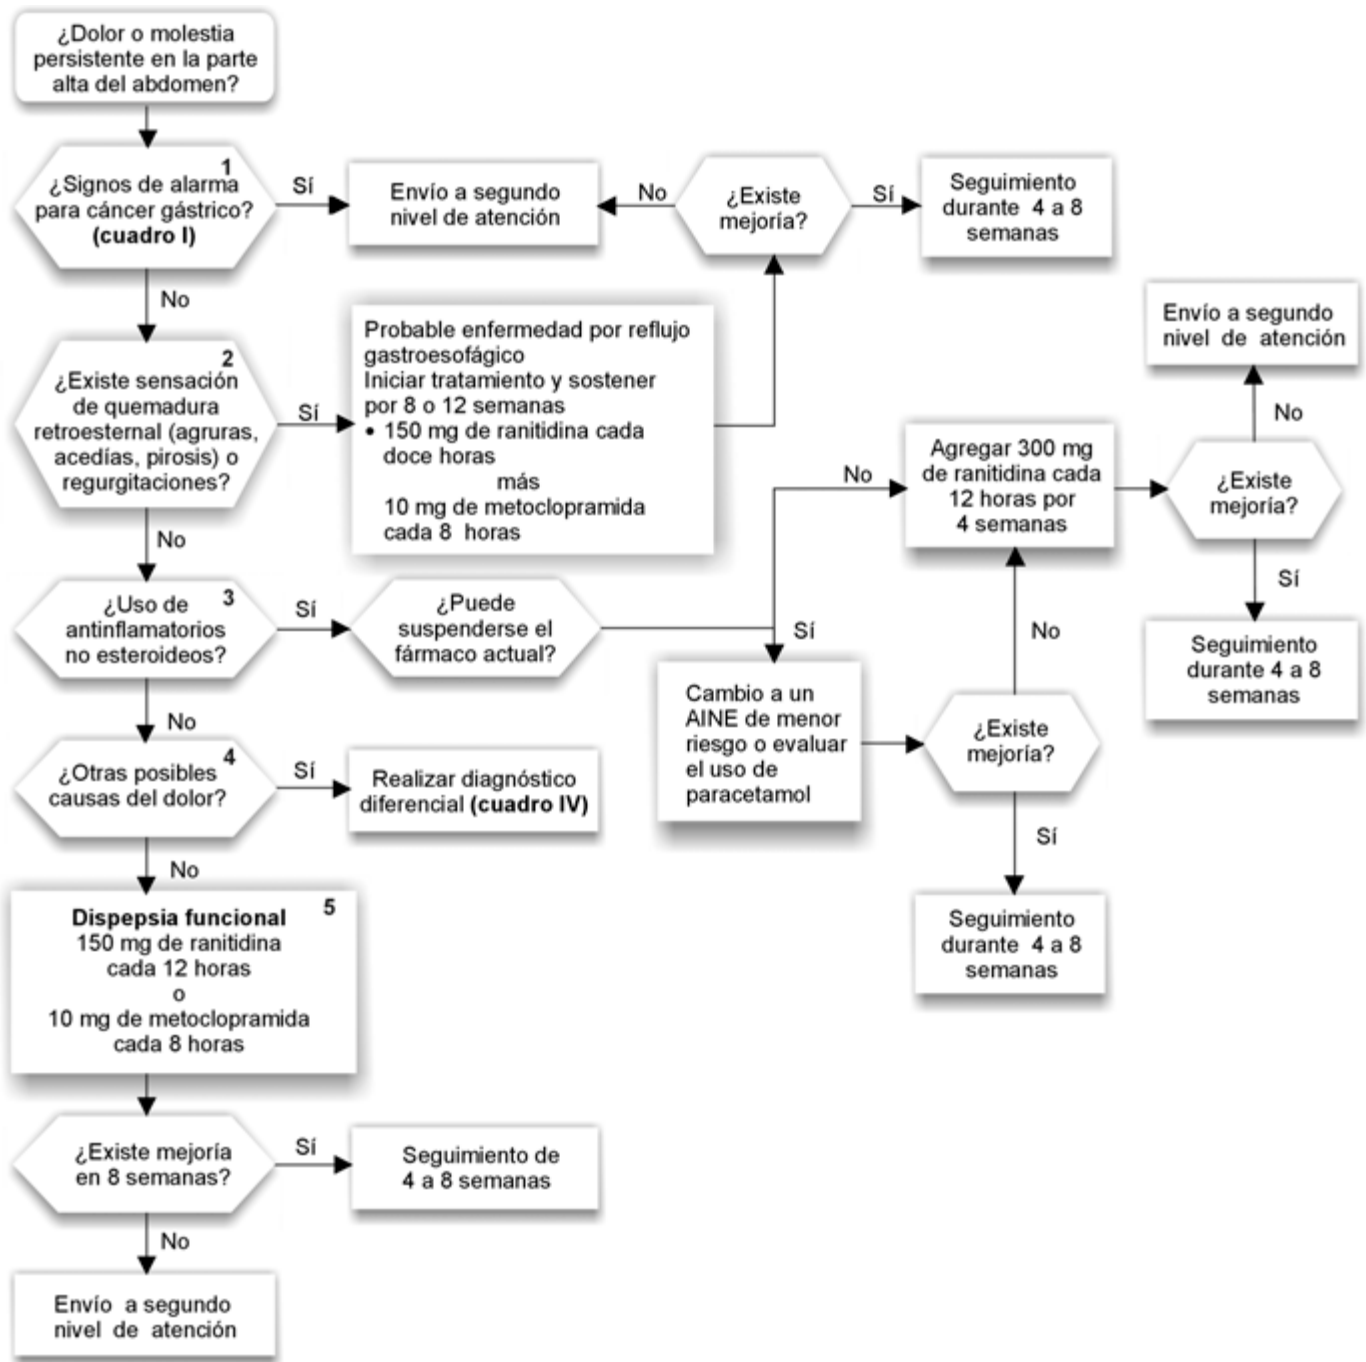 ¿Dolor o molestia
persistente en la parte
alta del abdomen?
1
¿Signos de alarma
para cáncer gástrico?
(cuadro I)
Sí
Envío a segundo
nivel de atención
No
¿Existe
mejoría?
Sí
Seguimiento
durante 4 a 8
semanas
No
2
¿Existe sensación
de quemadura
retroesternal (agruras,
acedías, pirosis) o
regurgitaciones?
Sí
Probable enfermedad por reflujo
gastroesofágico
Iniciar tratamiento y sostener
por 8 o 12 semanas
• 150 mg de ranitidina cada
doce horas
más
10 mg de metoclopramida
cada 8 horas
No
3
¿Uso de
antinflamatorios
no esteroideos?
Sí
¿Puede
suspenderse el
fármaco actual?
No
Agregar 300 mg
de ranitidina cada
12 horas por
4 semanas
¿Existe
mejoría?
No
Envío a segundo
nivel de atención
Sí
Seguimiento
durante 4 a 8
semanas
Sí
Cambio a un
AINE de menor
riesgo o evaluar
el uso de
paracetamol
¿Existe
mejoría?
No
Sí
Seguimiento
durante 4 a 8
semanas
No
4
¿Otras posibles
causas del dolor?
Sí
Realizar diagnóstico
diferencial (cuadro IV)
No
5
Dispepsia funcional
150 mg de ranitidina
cada 12 horas
o
10 mg de metoclopramida
cada 8 horas
¿Existe mejoría
en 8 semanas?
Sí
Seguimiento de
4 a 8 semanas
No
Envío a segundo
nivel de atención